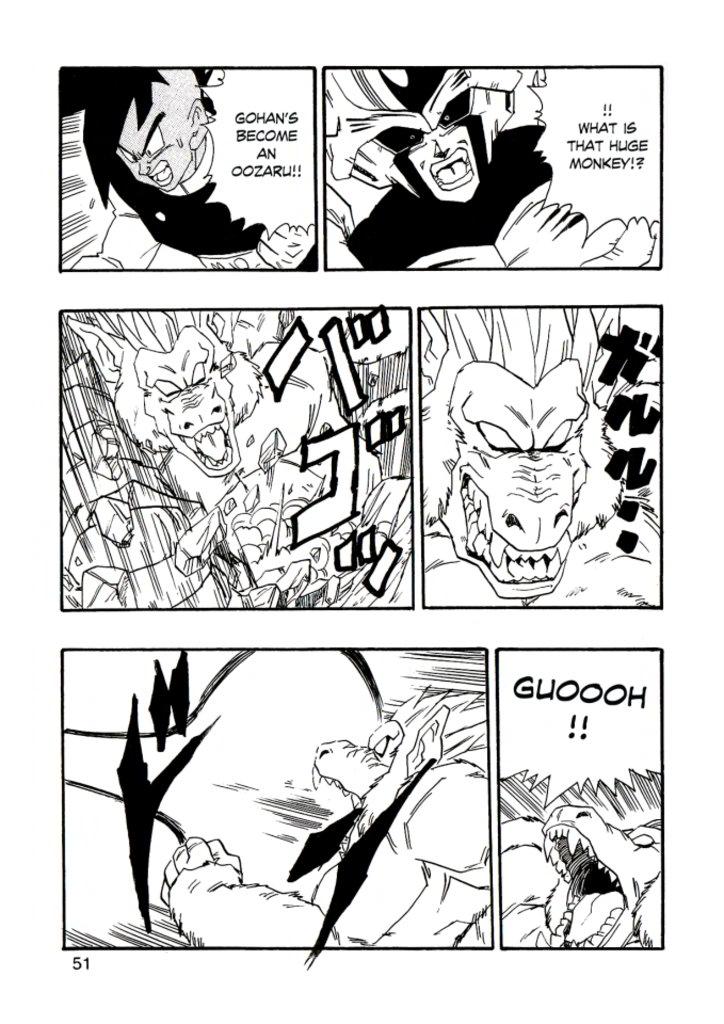 !!
WHAT IS
THAT HUGE
MONKEY!?
GOHAN'S
BECOME
AN
OOZARU!!
ガルル‥
バゴッ
GUOOOH
!!
51